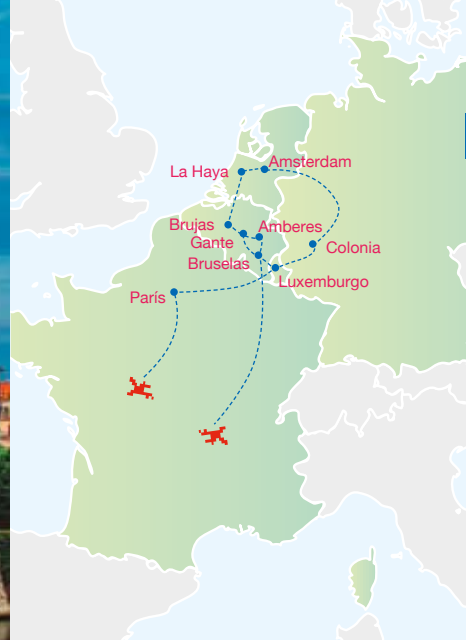 Amsterdam
La Haya
Brujas
Amberes
Gante
Colonia
Bruselas
Luxemburgo
París